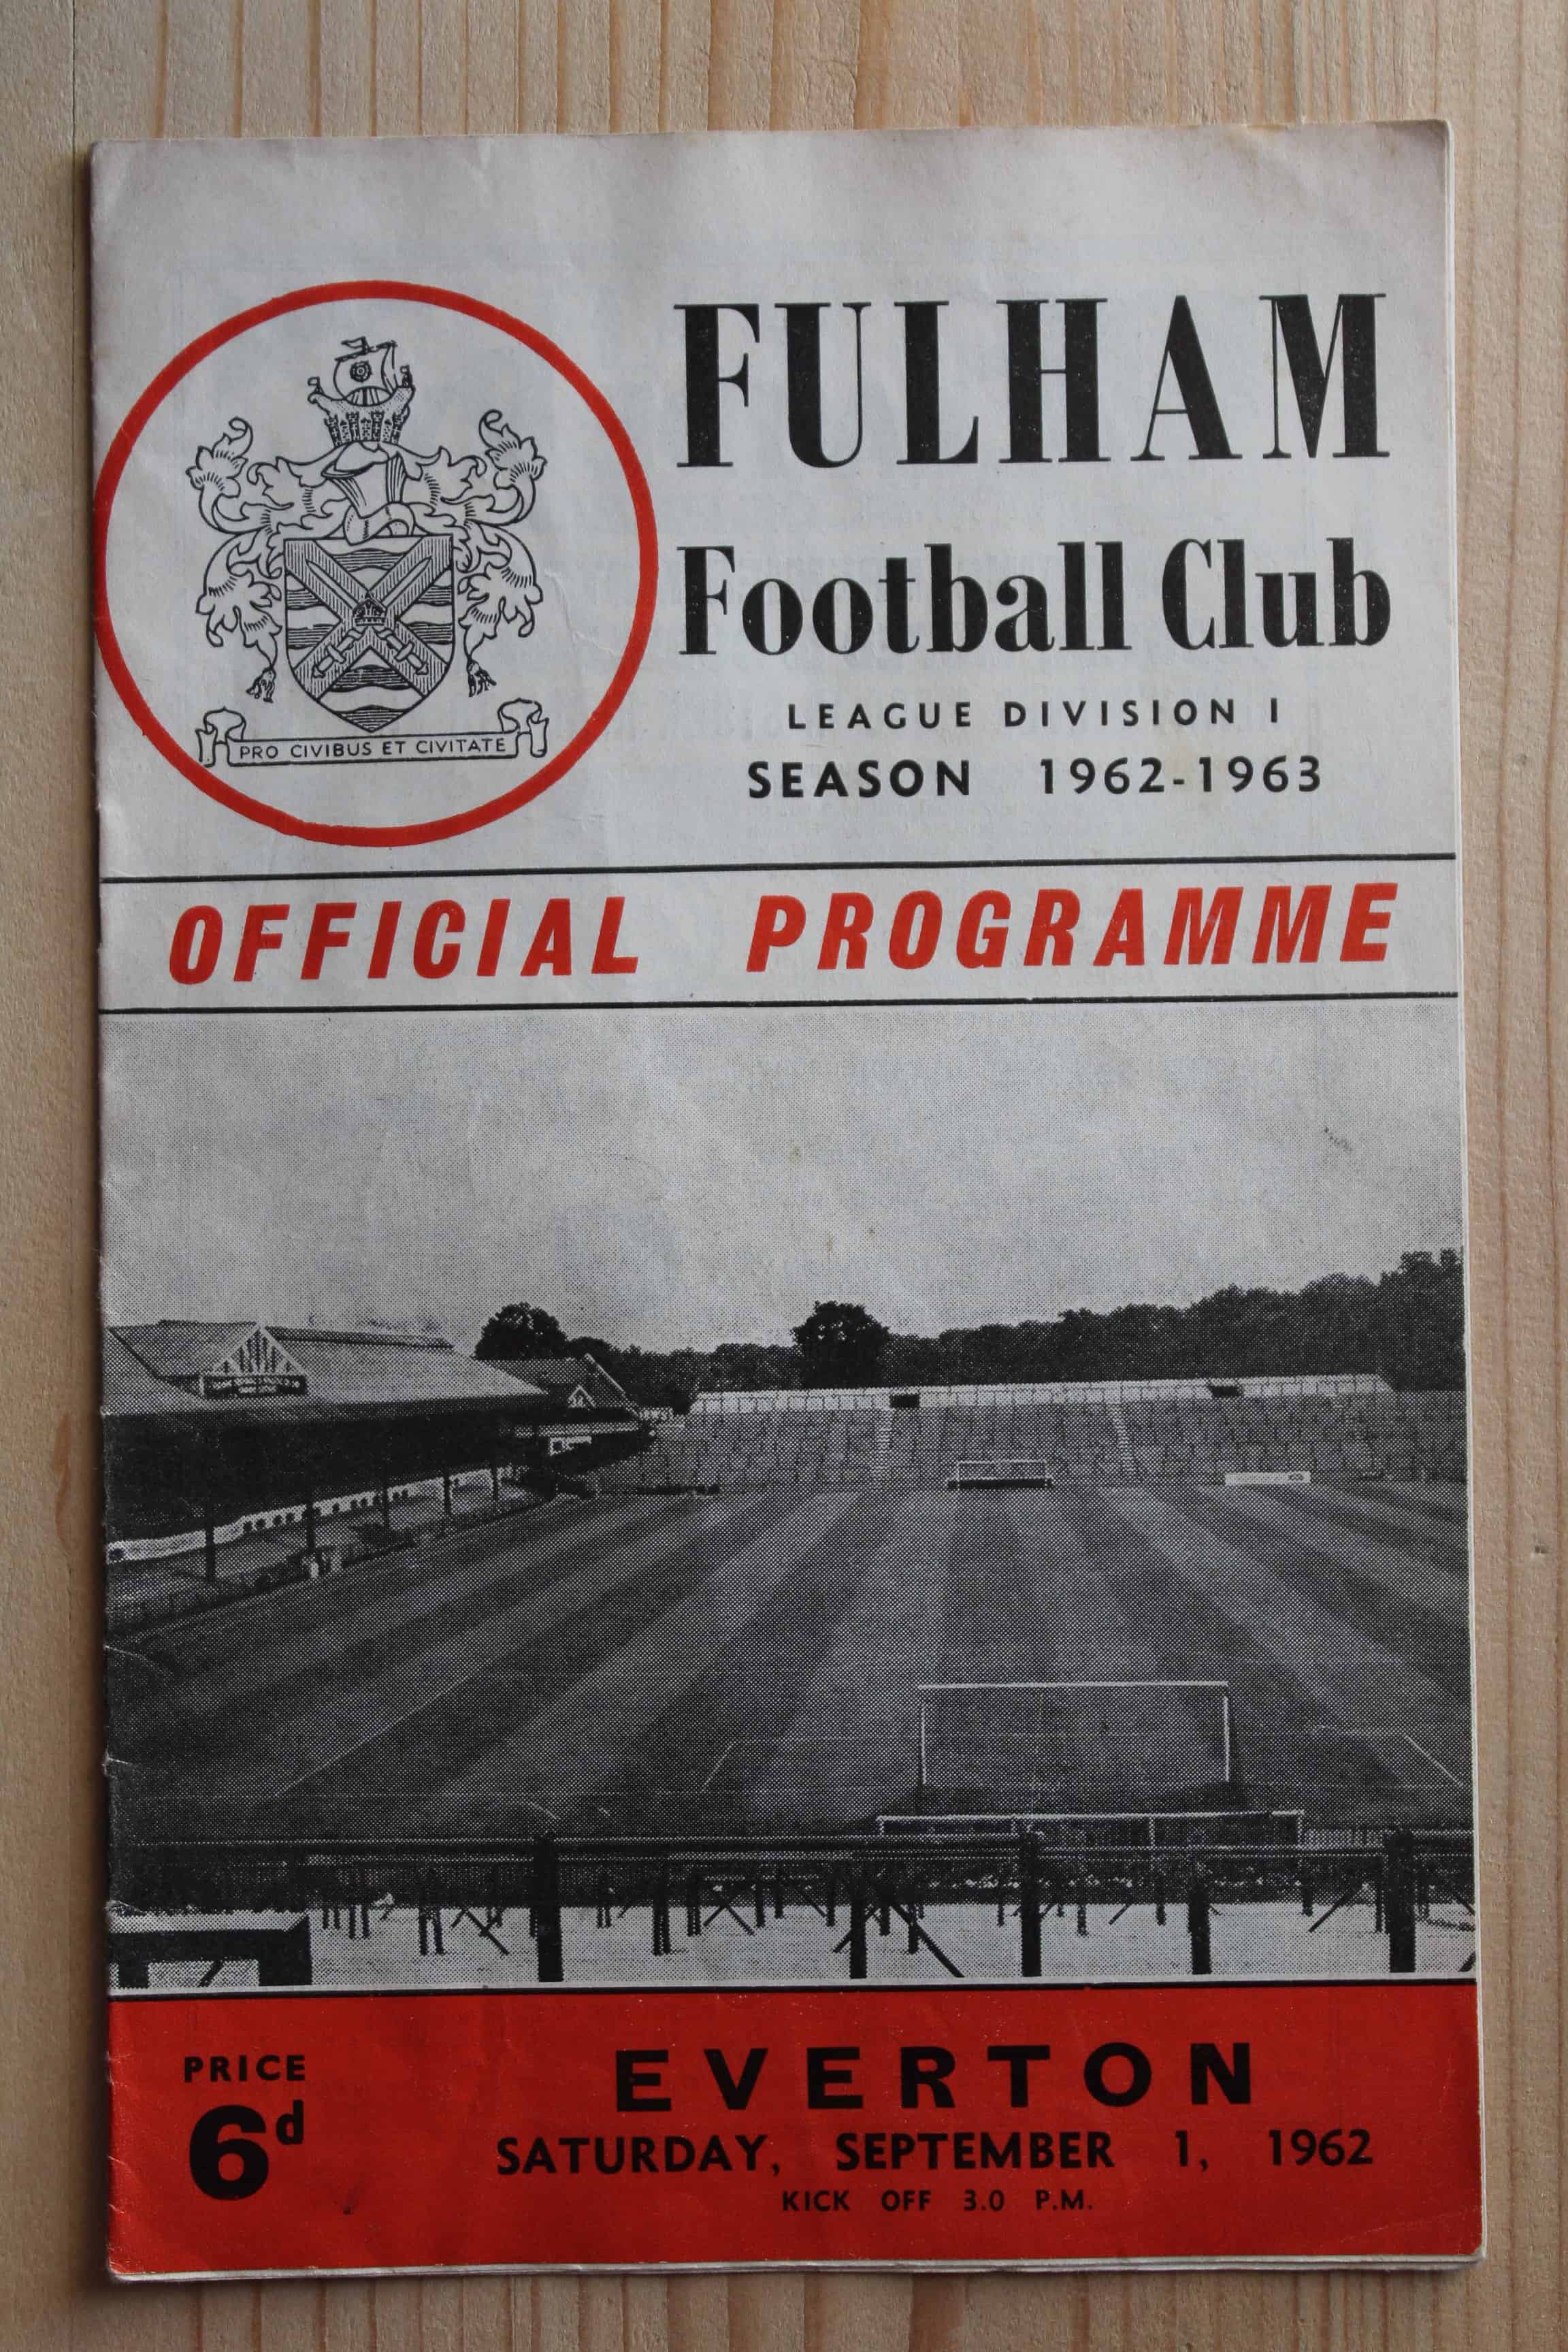 FULHAM
Football Club
LEAGUE DIVISION I
SEASON 1962-1963
PRO CIVIBUS ET CIVITATE
OFFICIAL PROGRAMME
PRICE
6d
EVERTON
SATURDAY, SEPTEMBER 1, 1962
KICK OFF 3.0 P.M.